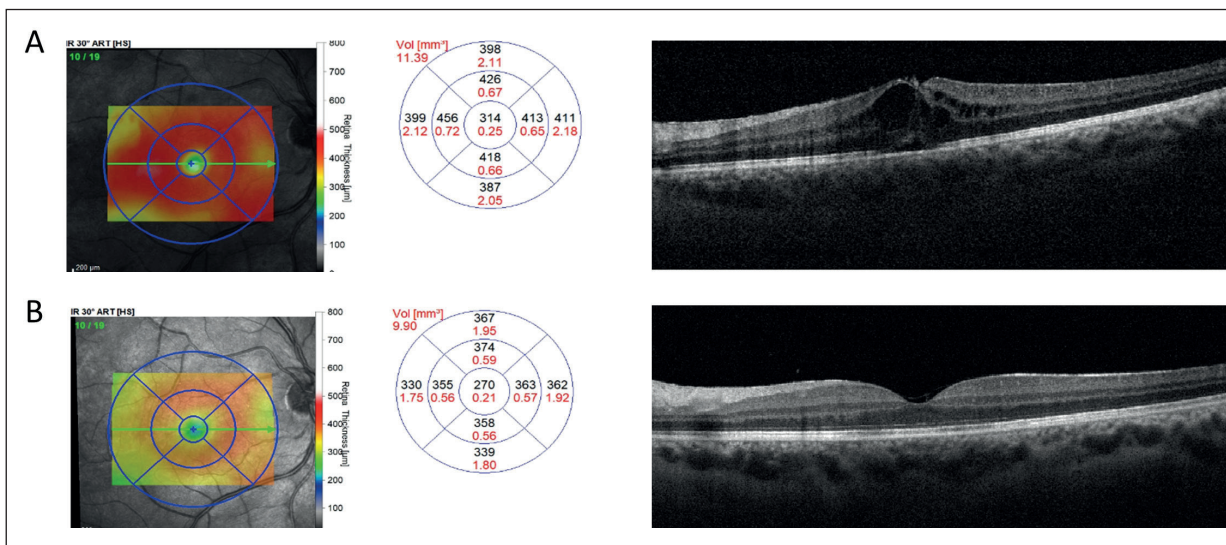 A
IR 30° ART [HS]
10 / 19
200 µm
800
700
600
500
400
300
200
100
0
Retina Thickness [µm]
Vol [mm³]
11.39
398
2.11
426
0.67
399 456 314 413 411
2.12 0.72 0.25 0.65 2.18
418
0.66
387
2.05
B
IR 30° ART [HS]
10 / 19
800
700
600
500
400
300
200
100
Retina Thickness [µm]
Vol [mm³]
9.90
367
1.95
374
0.59
330 355 270 363 362
1.75 0.56 0.21 0.57 1.92
358
0.56
339
1.80